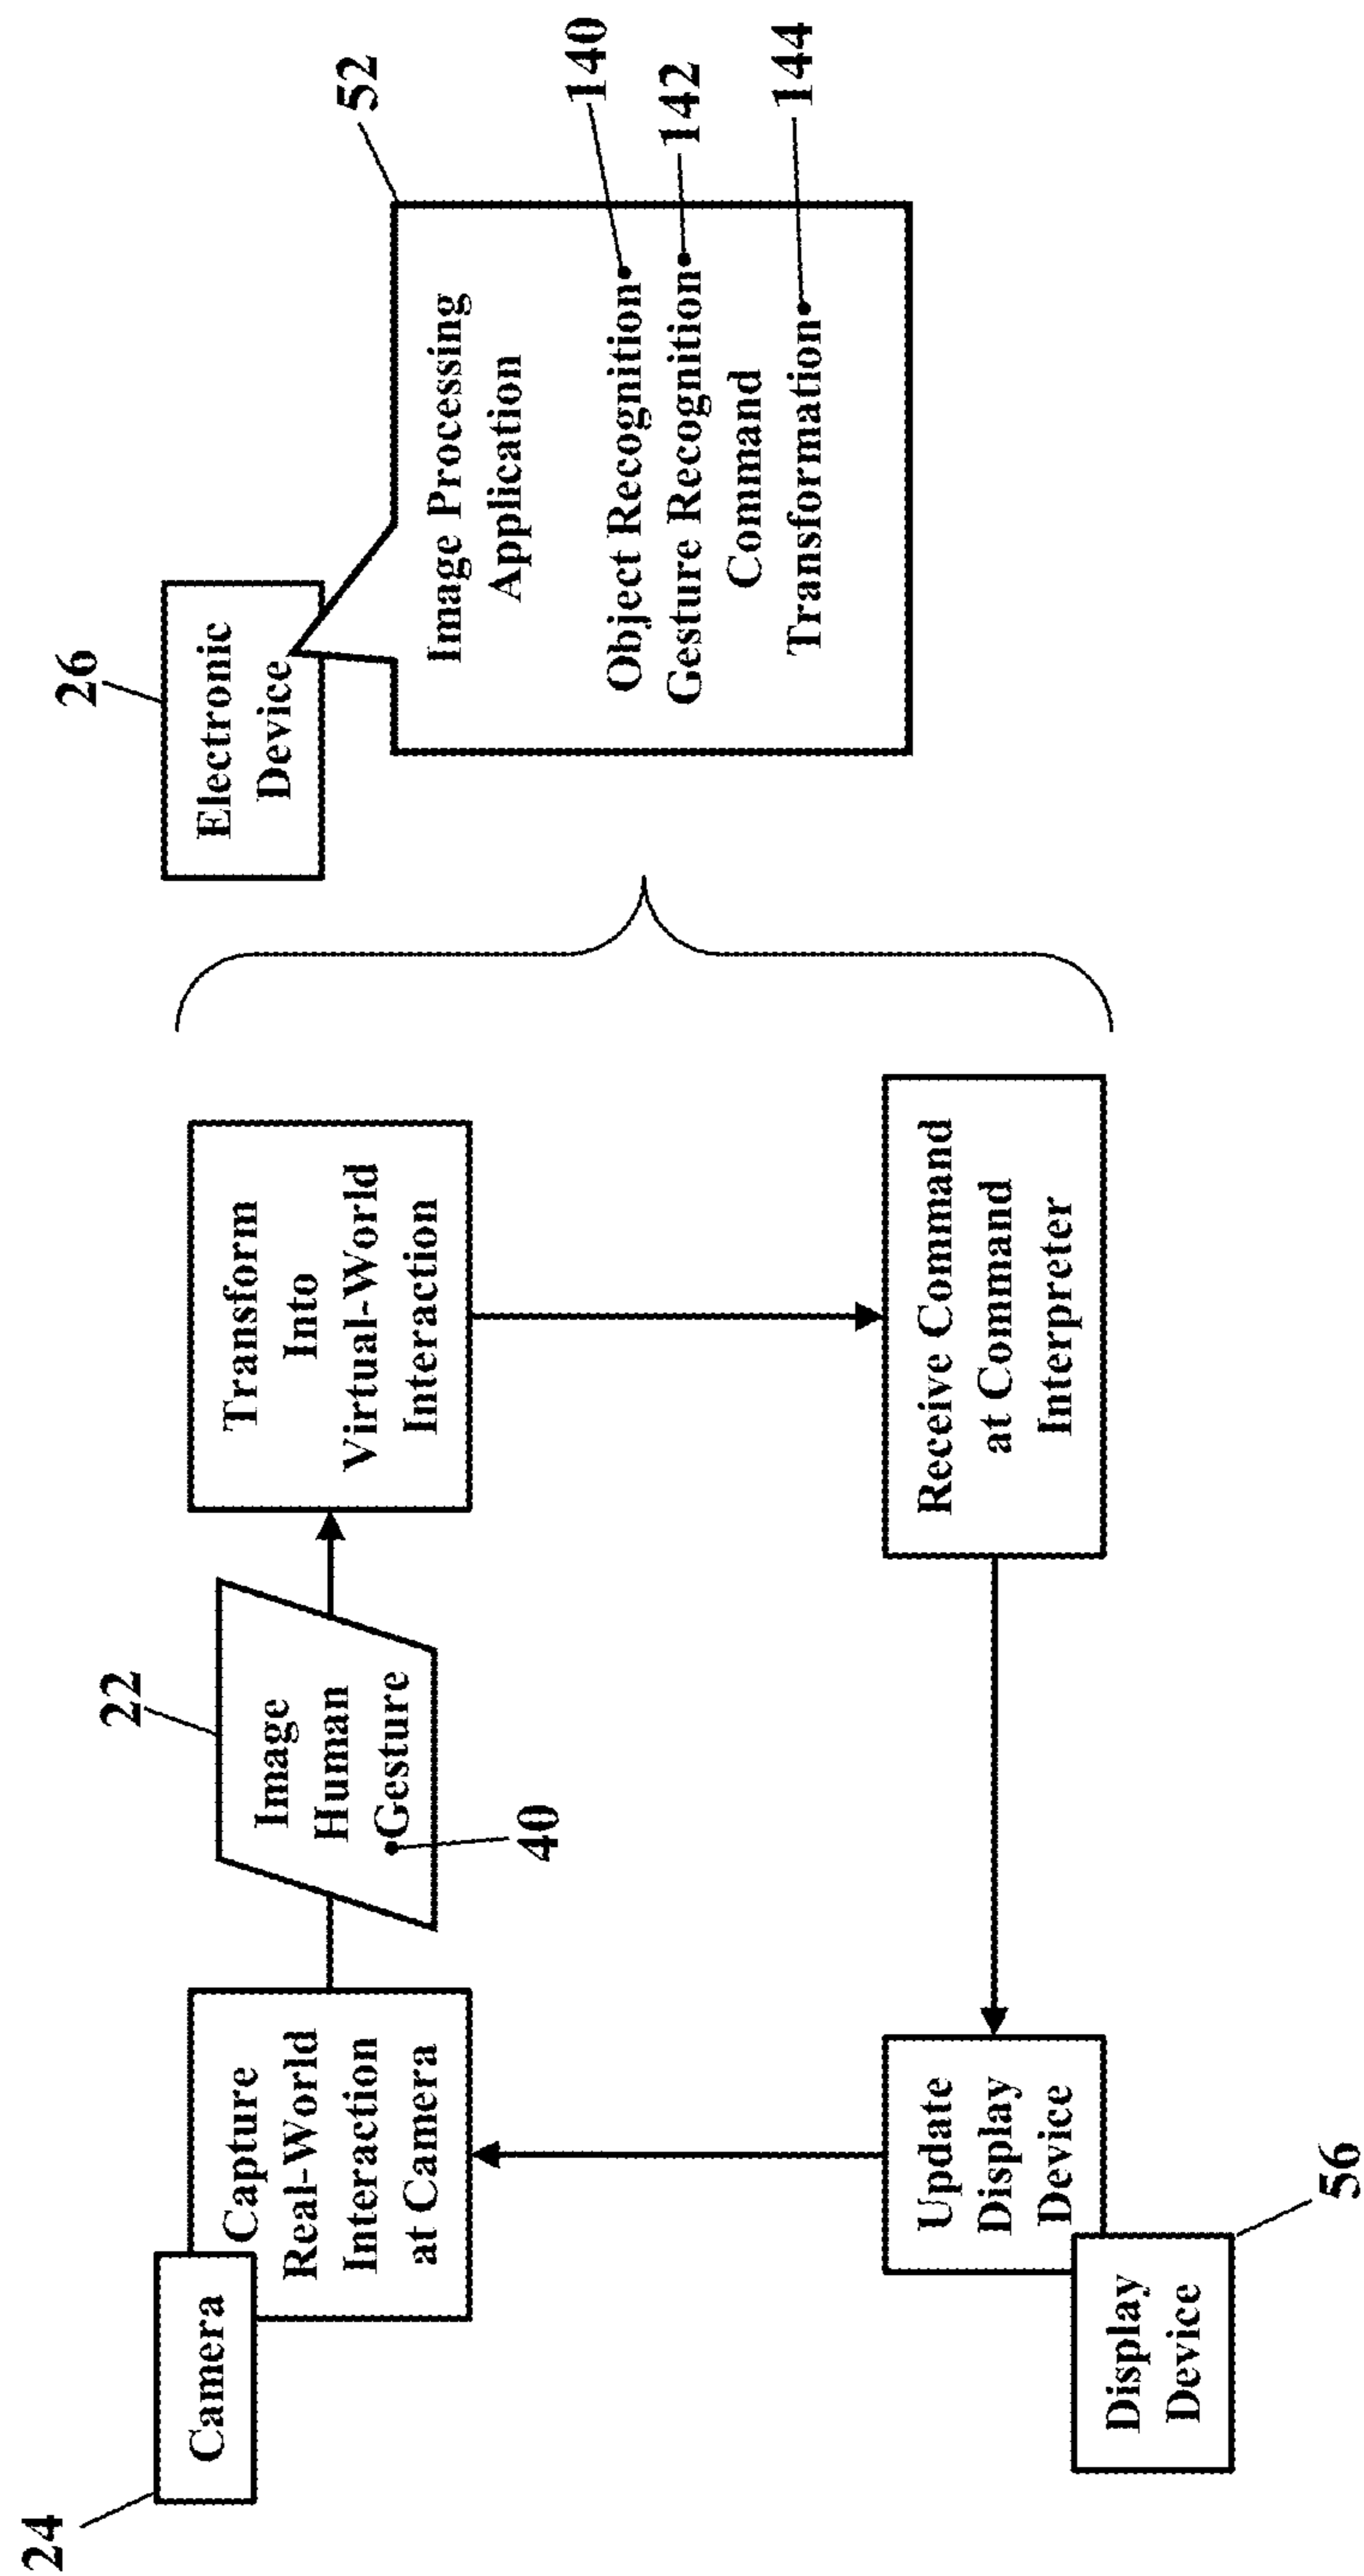 24
Camera
Capture
Real-World
Interaction
at Camera
22
Image
Human
Gesture
40
Transform
Into
Virtual-World
Interaction
Receive Command
at Command
Interpreter
Update
Display
Device
Display
Device
56
26
Electronic
Device
52
Image Processing
Application
Object Recognition
140
Gesture Recognition
142
Command
Transformation
144